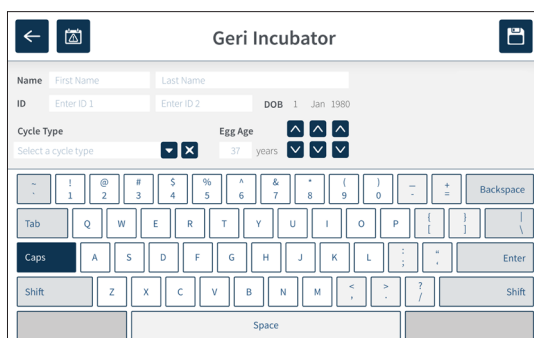 Geri Incubator
Name First Name Last Name
ID Enter ID 1 Enter ID 2 DOB 1 Jan 1980
Cycle Type Egg Age
Select a cycle type 37 years
~ ! @ # $ % ^ & * ( ) _ + Backspace
` 1 2 3 4 5 6 7 8 9 0 - =
Tab Q W E R T Y U I O P { } |
[ ] \
Caps A S D F G H J K L : “ Enter
; ,
Shift Z X C V B N M < > ? Shift
, . /
Space